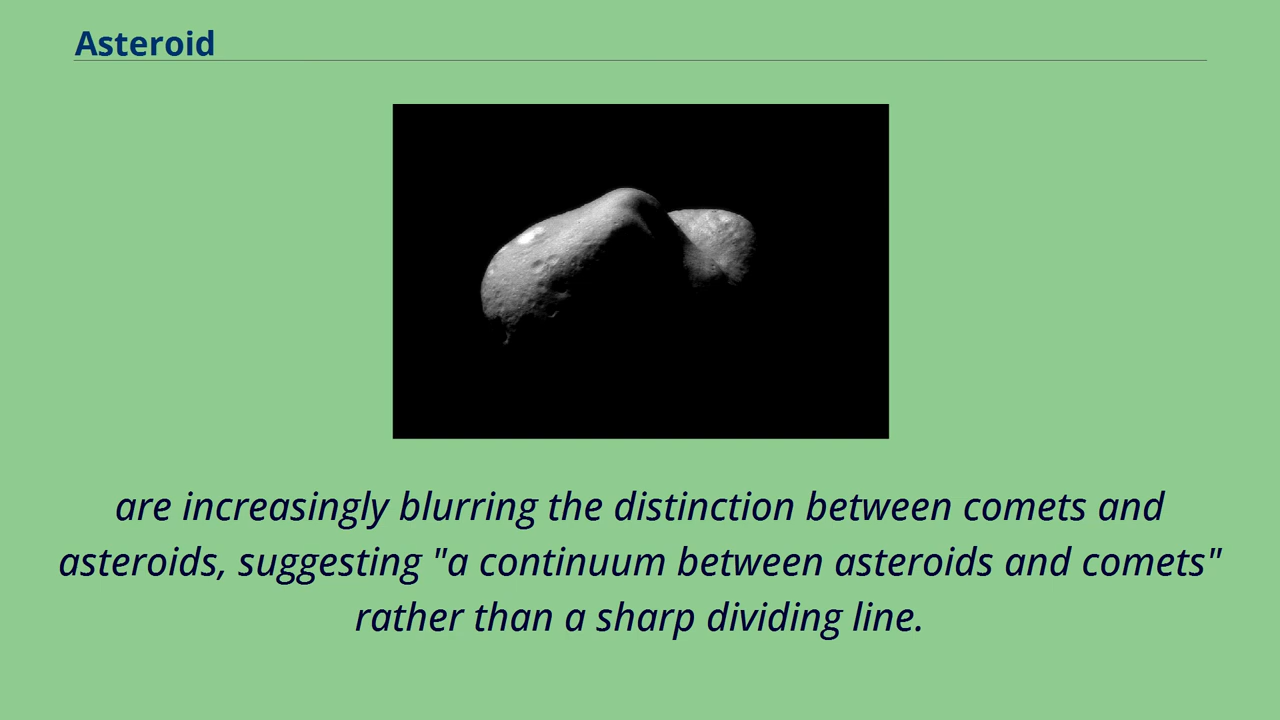 Asteroid
are increasingly blurring the distinction between comets and
asteroids, suggesting "a continuum between asteroids and comets"
rather than a sharp dividing line.